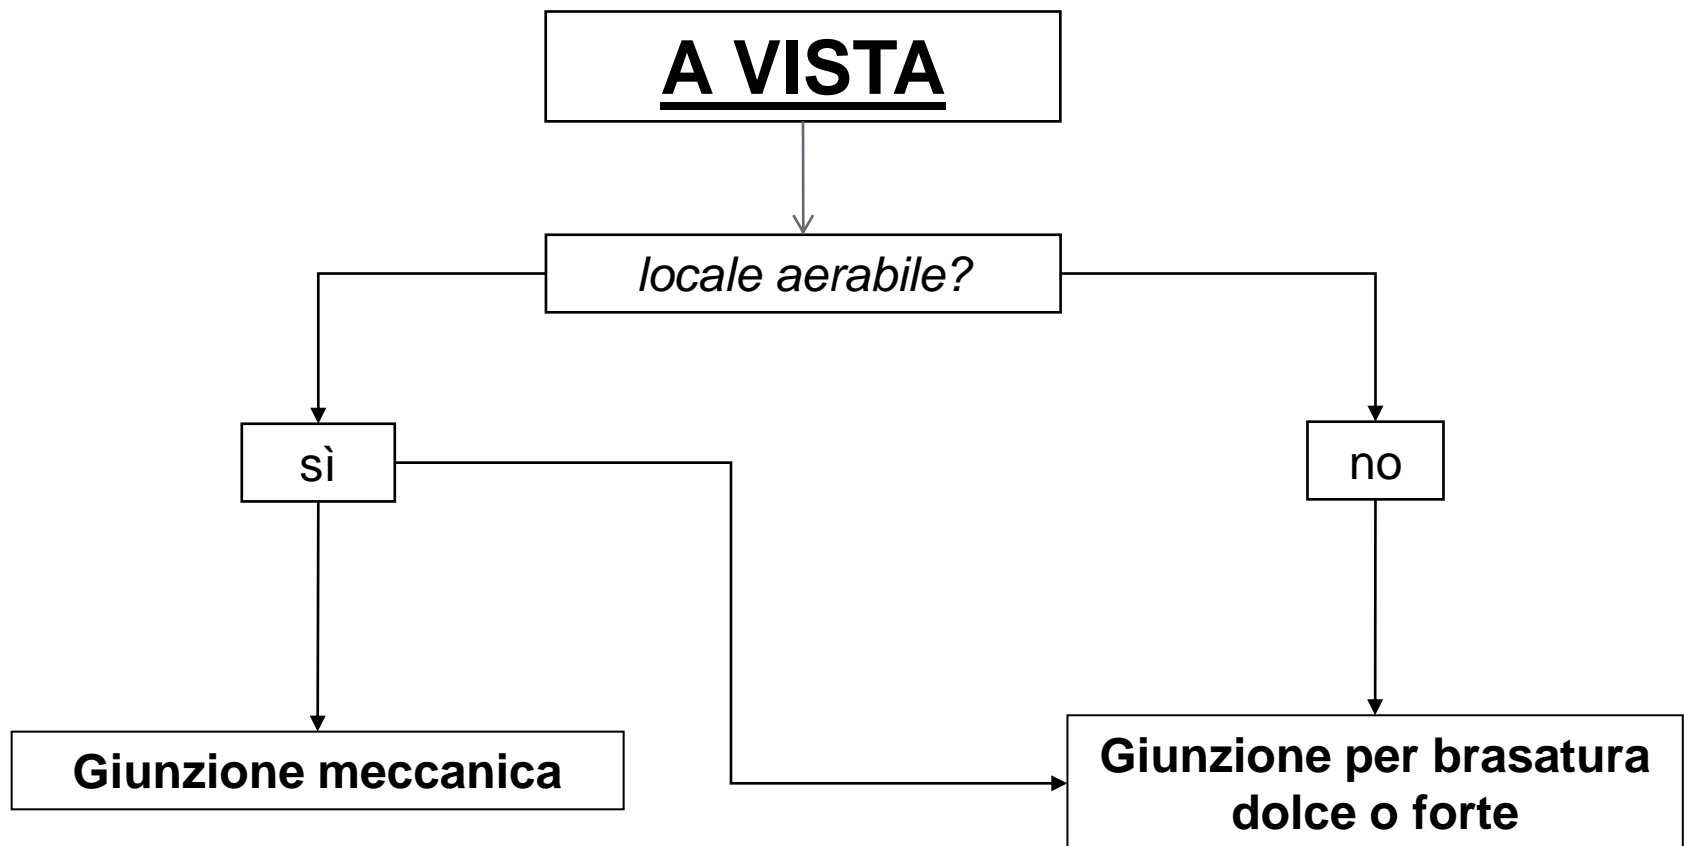 A VISTA
locale aerabile?
sì
no
Giunzione meccanica
Giunzione per brasatura
dolce o forte